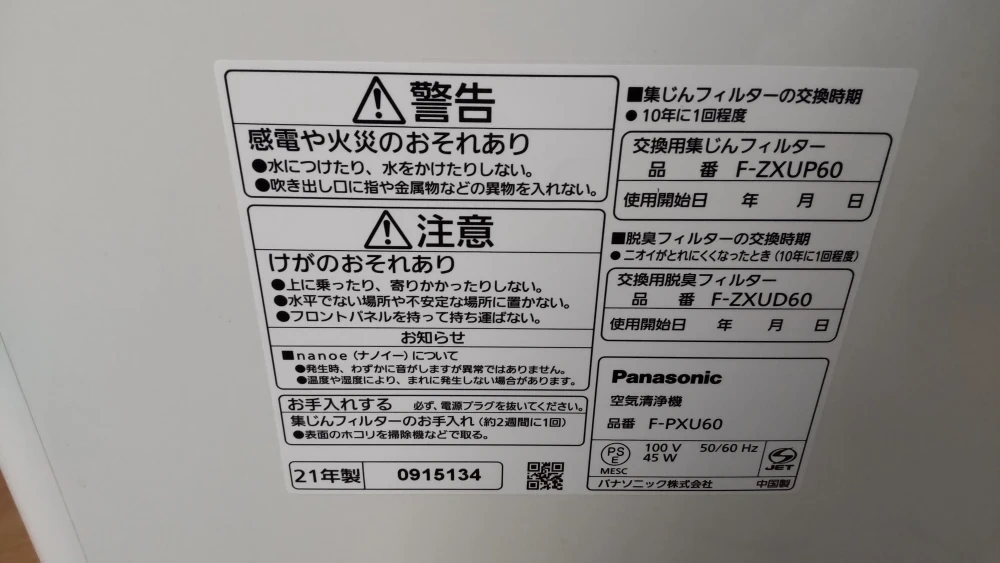 警告
感電や火災のおそれあり
●水につけたり、水をかけたりしない。
●吹き出し口に指や金属物などの異物を入れない。
注意
けがのおそれあり
●上に乗ったり、寄りかかったりしない。
●水平でない場所や不安定な場所に置かない。
●フロントパネルを持って持ち運ばない。
お知らせ
■nanoe(ナノイー)について
●発生時、わずかに音がしますが異常ではありません。
●温度や湿度により、まれに発生しない場合があります。
お手入れする 必ず、電源プラグを抜いてください。
集じんフィルターのお手入れ(約2週間に1回)
●表面のホコリを掃除機などで取る。
21年製 0915134
■集じんフィルターの交換時期
●10年に1回程度
交換用集じんフィルター
品番 F-ZXUP60
使用開始日 年 月 日
■脱臭フィルターの交換時期
●ニオイがとれにくくなったとき(10年に1回程度)
交換用脱臭フィルター
品番 F-ZXUD60
使用開始日 年 月 日
Panasonic
空気清浄機
品番 F-PXU60
PS E
MESC
100 V 50/60 Hz
45 W
JET
パナソニック株式会社 中国製